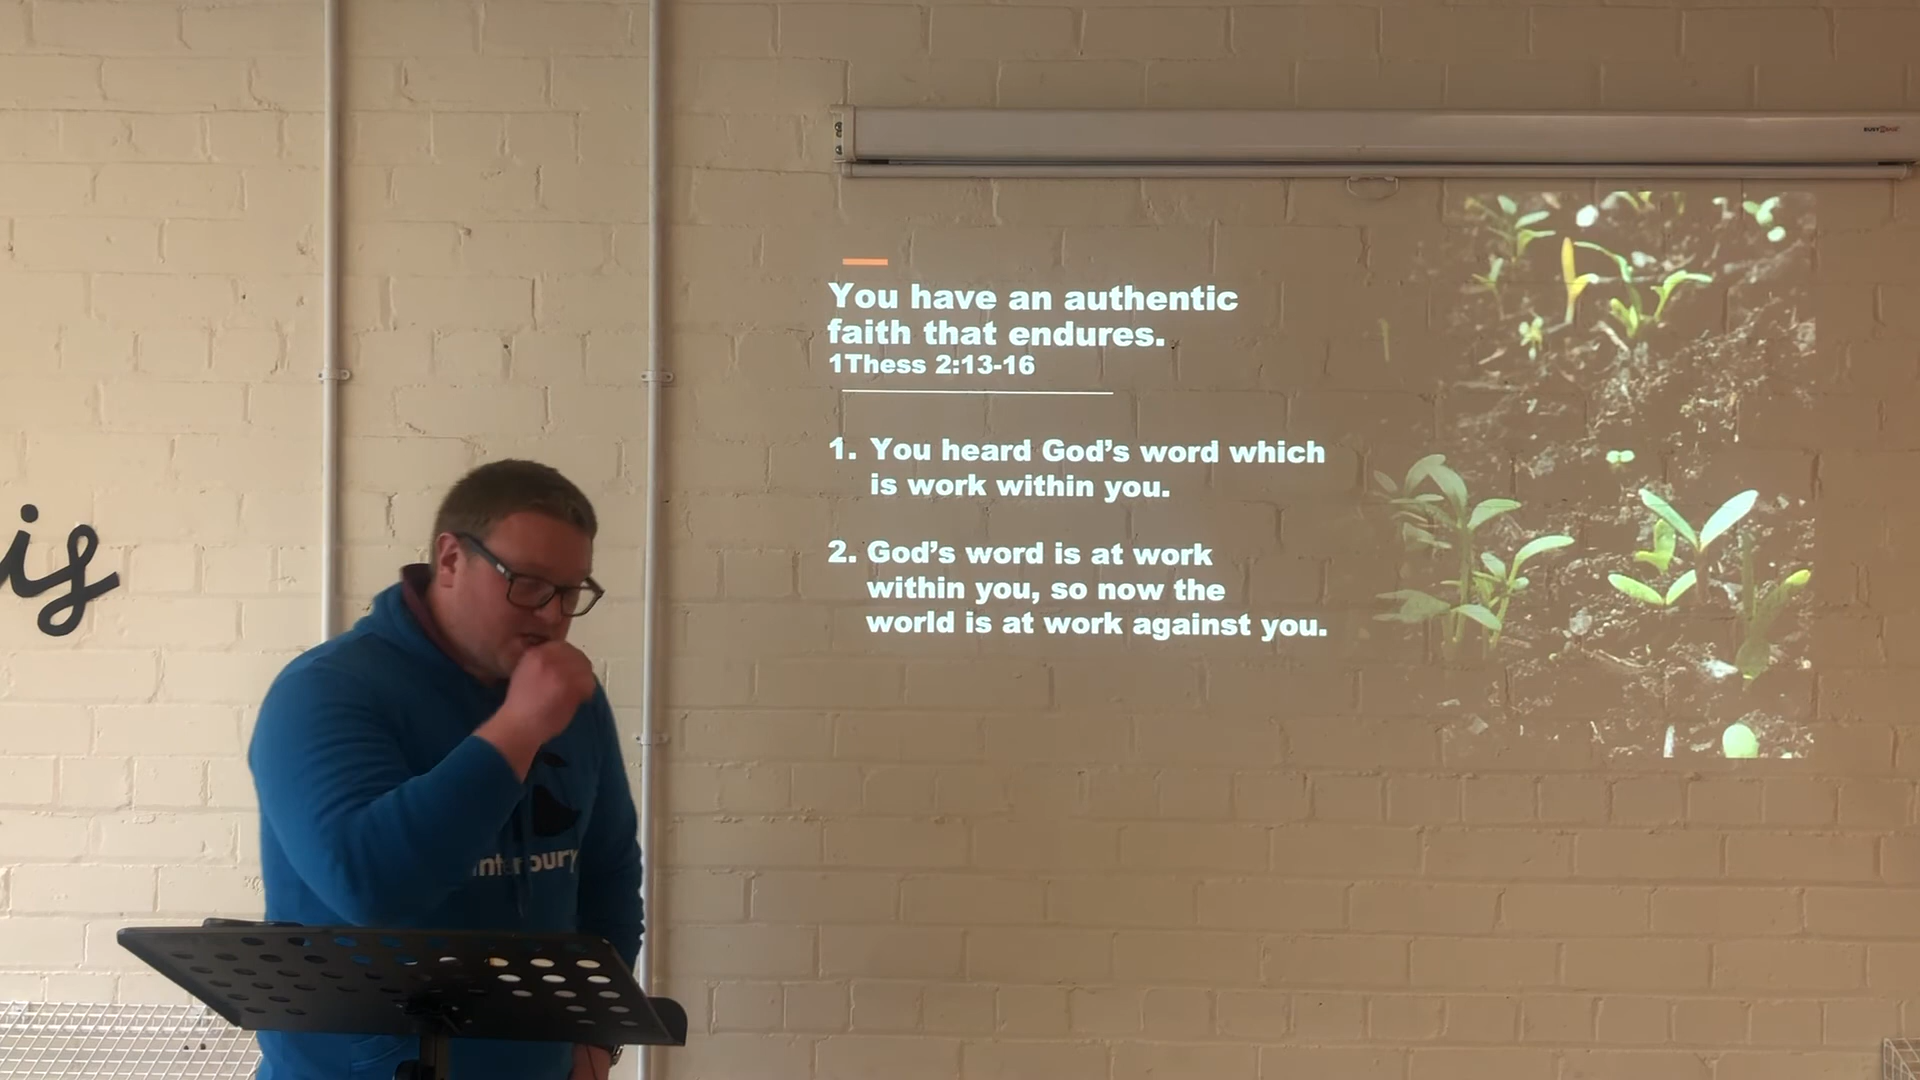 You have an authentic
faith that endures.
1Thess 2:13-16
1. You heard God’s word which
is work within you.
2. God’s word is at work
within you, so now the
world is at work against you.
is